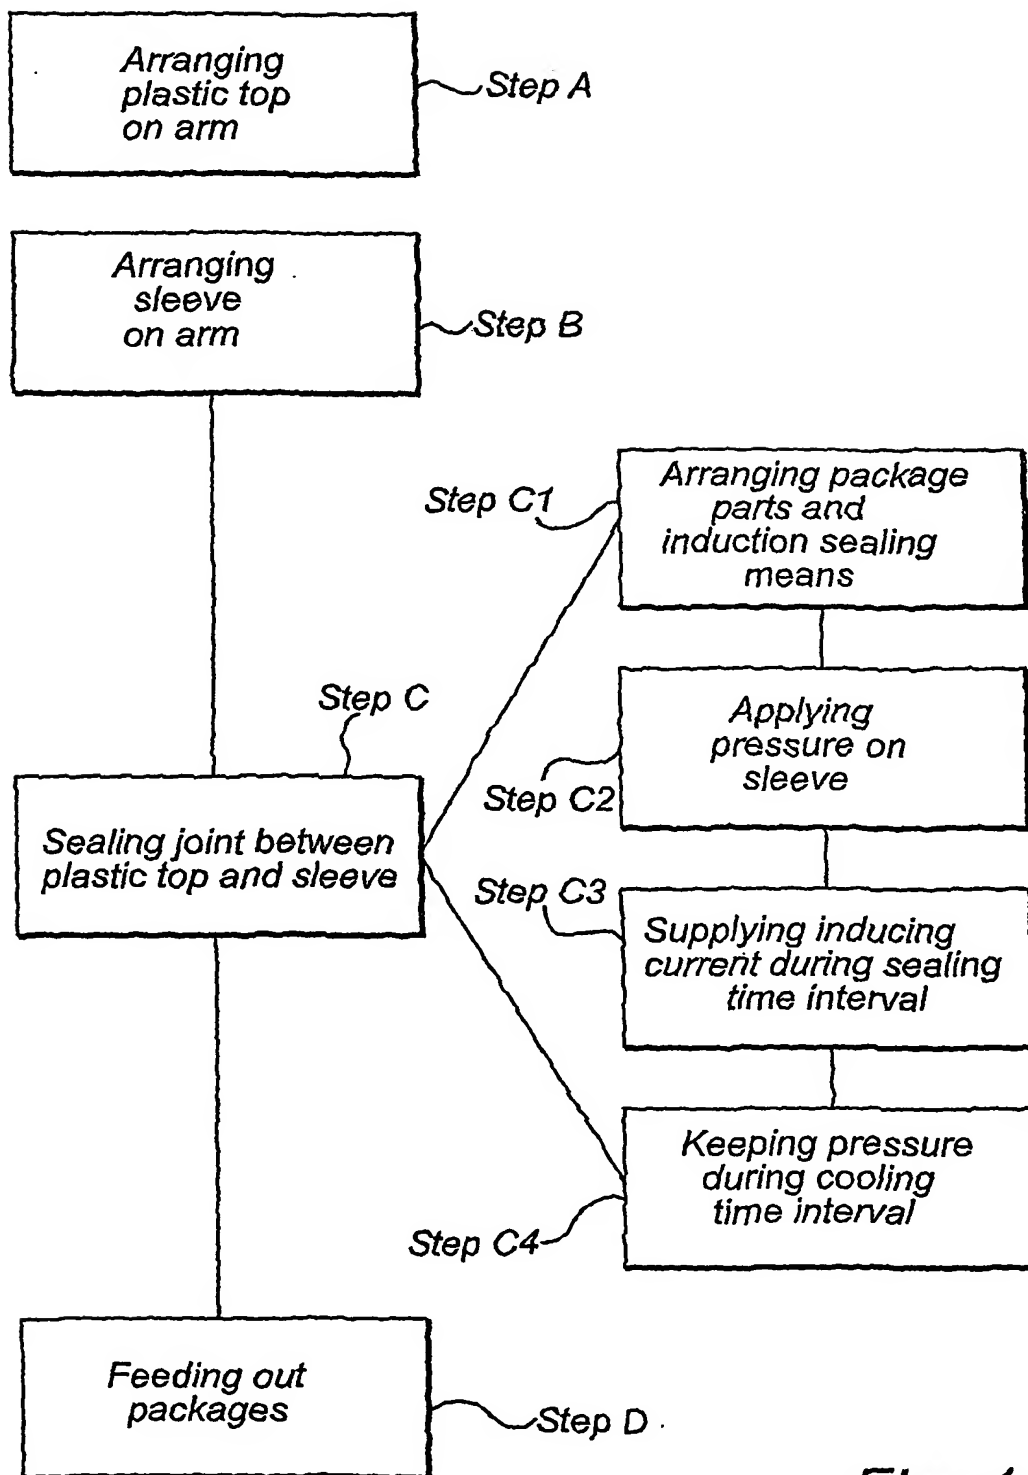 Arranging
plastic top
on arm
Step A
Arranging
sleeve
on arm
Step B
Step C1
Arranging package
parts and
induction sealing
means
Step C
Applying
pressure on
sleeve
Step C2
Sealing joint between
plastic top and sleeve
Step C3
Supplying inducing
current during sealing
time interval
Keeping pressure
during cooling
time interval
Step C4
Feeding out
packages
Step D